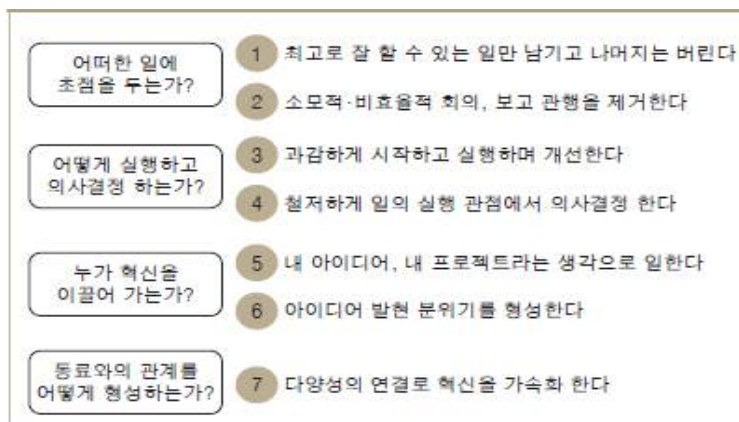 어떠한 일에
초점을 두는가?
1 최고로 잘 할 수 있는 일만 남기고 나머지는 버린다
2 소모적·비효율적 회의, 보고 관행을 제거한다
어떻게 실행하고
의사결정 하는가?
3 과감하게 시작하고 실행하며 개선한다
4 철저하게 일의 실행 관점에서 의사결정 한다
누가 혁신을
이끌어 가는가?
5 내 아이디어, 내 프로젝트라는 생각으로 일한다
6 아이디어 발현 분위기를 형성한다
동료와의 관계를
어떻게 형성하는가?
7 다양성의 연결로 혁신을 가속화 한다